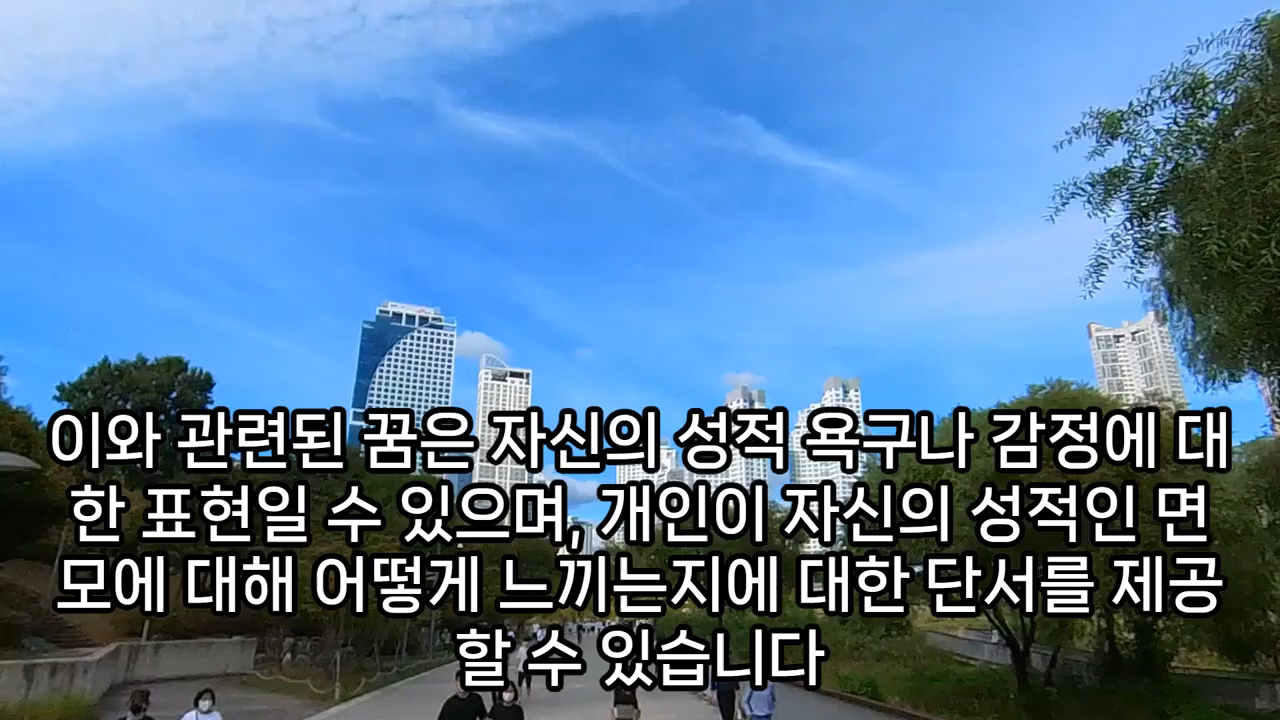 이와 관련된 꿈은 자신의 성적 욕구나 감정에 대
한 표현일 수 있으며, 개인이 자신의 성적인 면
모에 대해 어떻게 느끼는지에 대한 단서를 제공
할 수 있습니다